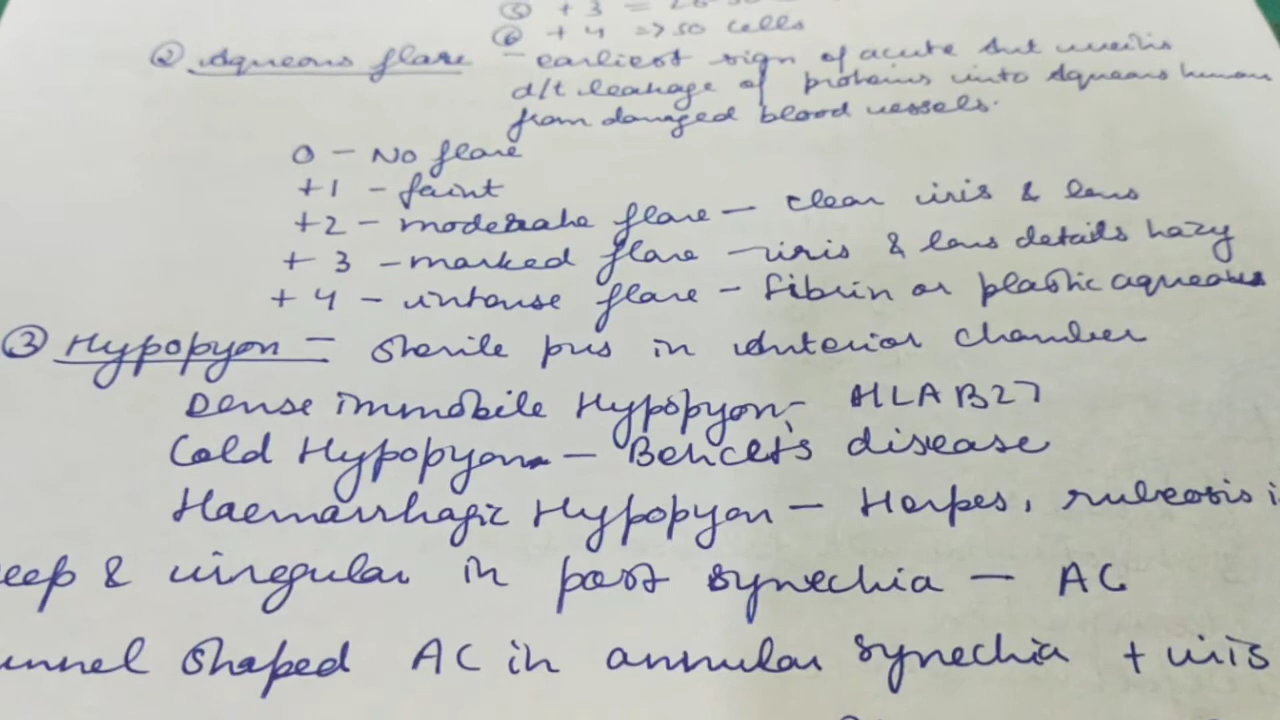 ⑤ +3 =
⑥ +4 => 50 cells
② Aqueous flare - earliest sign of acute Ant uveitis
d/t leakage of proteins into Aqueous humor
from damaged blood vessels.
0 - No flare
+1 - faint
+2 - moderate flare - clear iris & lens
+3 - marked flare - iris & lens details hazy
+4 - intense flare - fibrin or plastic aqueous
③ Hypopyon - Sterile pus in Anterior chamber
Dense immobile Hypopyon - HLA B27
Cold Hypopyon - Behcet's disease
Haemorrhagic Hypopyon - Herpes, rubeosis i
eep & irregular in post synechia - AC
unnel shaped AC in annular synechia + iris